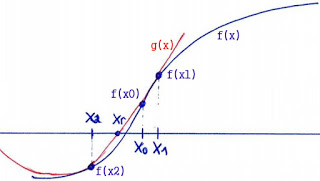 g(x)
f(x)
f(x1)
f(x0)
x2
xr
x0
x1
f(x2)